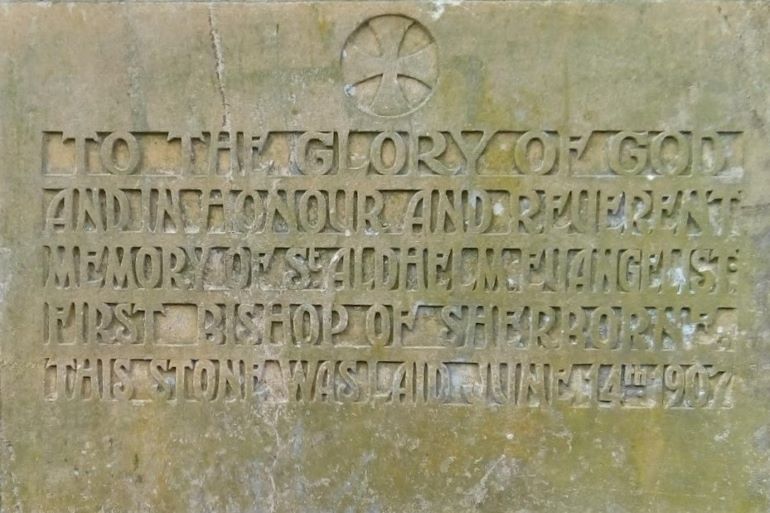 TO THE GLORY OF GOD
AND IN HONOUR AND REVERENT
MEMORY OF ST ALDHELM: EVANGELIST:
FIRST BISHOP OF SHERBORNE:
THIS STONE WAS LAID JUNE 4TH 1907